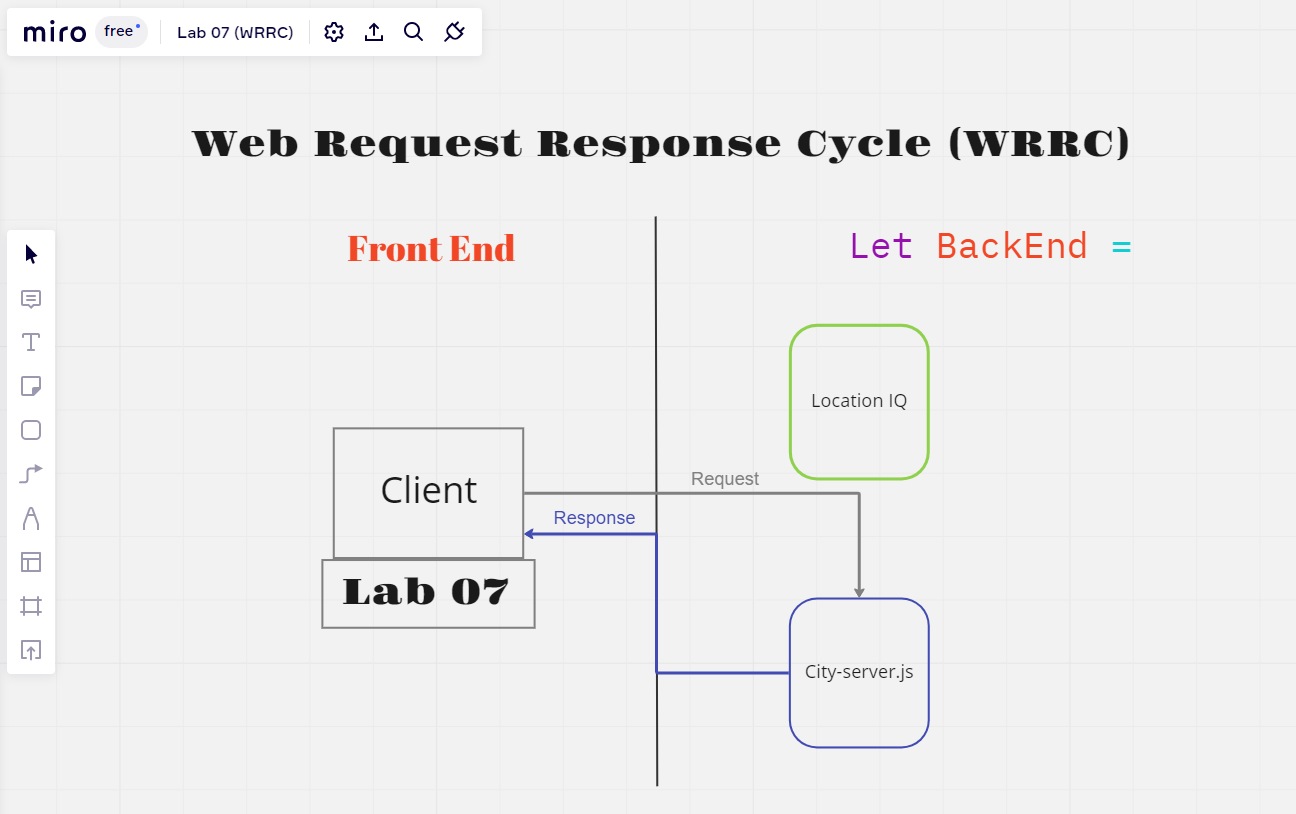 miro free Lab 07 (WRRC)
Web Request Response Cycle (WRRC)
Front End
Let BackEnd =
Location IQ
Client
Request
Response
Lab 07
City-server.js